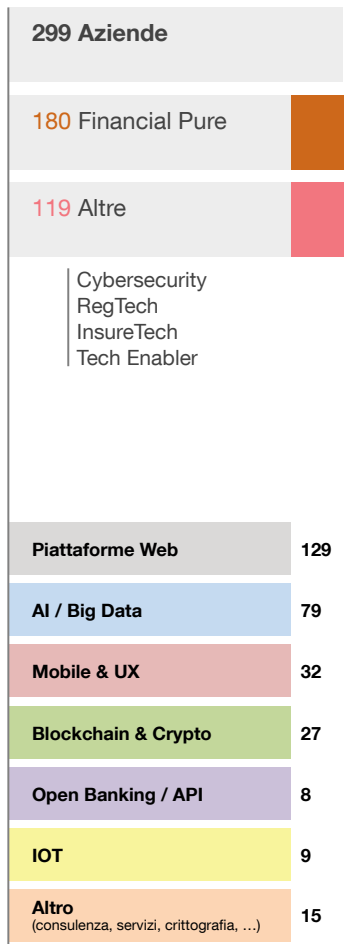 299 Aziende
180 Financial Pure
119 Altre
Cybersecurity
RegTech
InsureTech
Tech Enabler
Piattaforme Web 129
AI / Big Data 79
Mobile & UX 32
Blockchain & Crypto 27
Open Banking / API 8
IOT 9
Altro 15
(consulenza, servizi, crittografia, …)